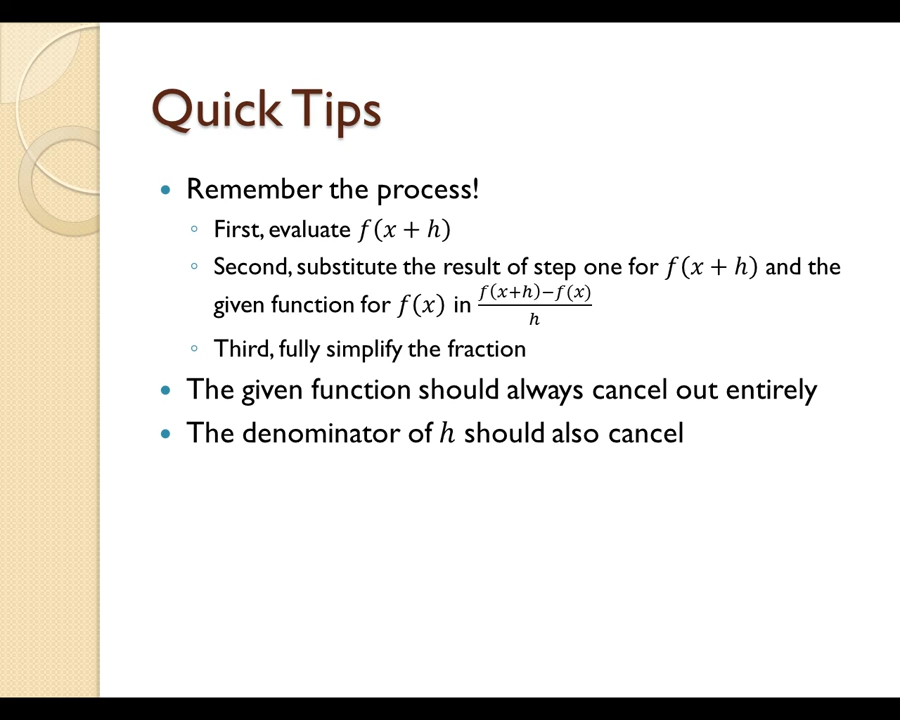 Quick Tips
Remember the process!
First, evaluate f(x + h)
Second, substitute the result of step one for f(x + h) and the
given function for f(x) in \frac{f(x+h)−f(x)}{h}
Third, fully simplify the fraction
The given function should always cancel out entirely
The denominator of h should also cancel